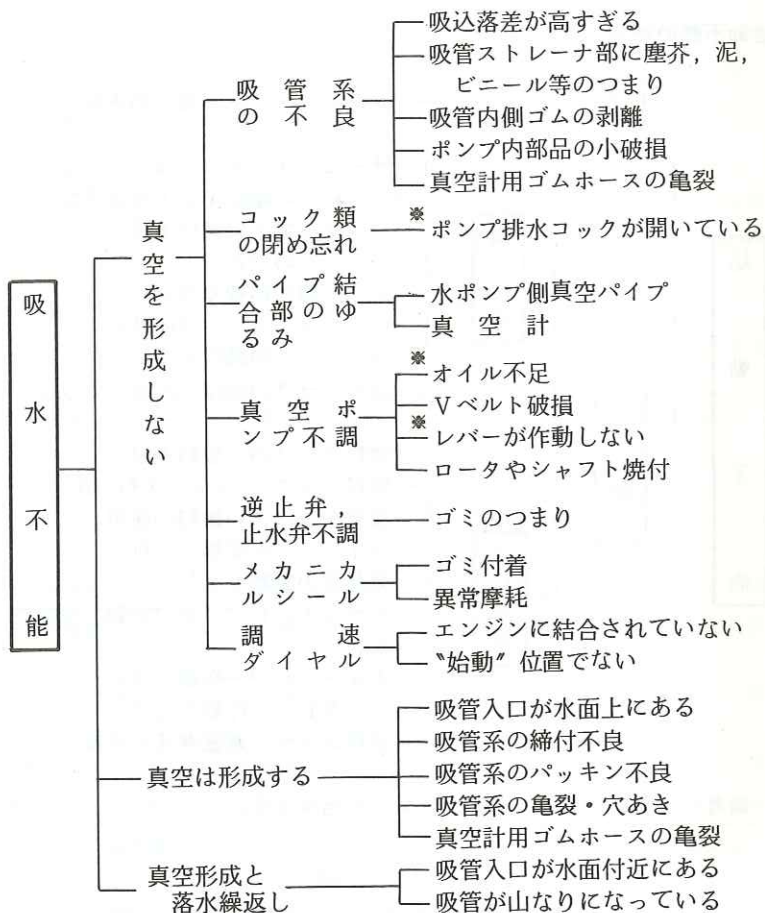 吸水不能
真空を形成しない
吸管系
の不良
吸込落差が高すぎる
吸管ストレーナ部に塵芥，泥，
ビニール等のつまり
吸管内側ゴムの剥離
ポンプ内部品の小破損
真空計用ゴムホースの亀裂
コック類
の閉め忘れ
※ポンプ排水コックが開いている
パイプ結
合部のゆ
るみ
水ポンプ側真空パイプ
真空計
真空ポ
ンプ不調
※オイル不足
Vベルト破損
※レバーが作動しない
ロータやシャフト焼付
逆止弁，
止水弁不調
ゴミのつまり
メカニカ
ルシール
ゴミ付着
異常摩耗
調速
ダイヤル
エンジンに結合されていない
〝始動〟位置でない
真空は形成する
吸管入口が水面上にある
吸管系の締付不良
吸管系のパッキン不良
吸管系の亀裂・穴あき
真空計用ゴムホースの亀裂
真空形成と
落水繰返し
吸管入口が水面付近にある
吸管が山なりになっている